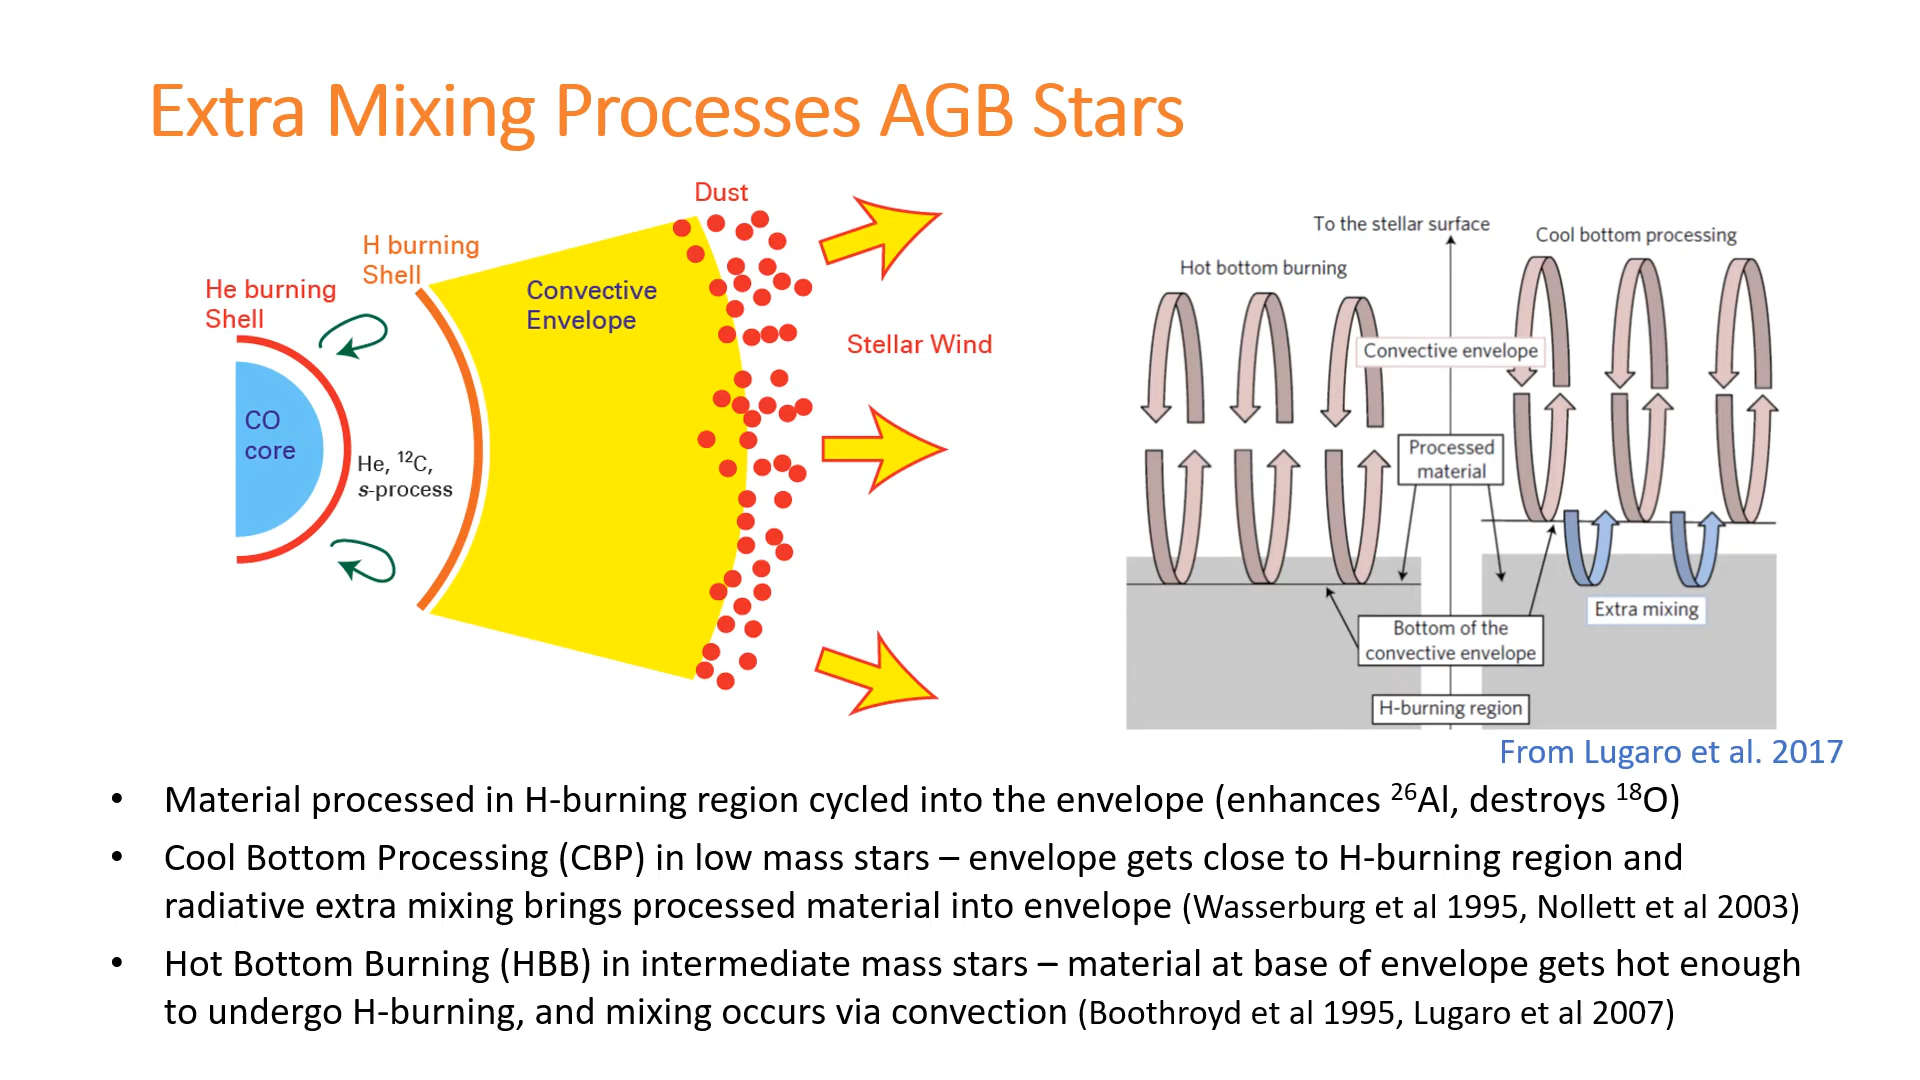 Extra Mixing Processes AGB Stars
Dust
H burning
Shell
He burning
Shell
Convective
Envelope
Stellar Wind
CO
core
He, ¹²C,
s-process
To the stellar surface
Cool bottom processing
Hot bottom burning
Convective envelope
Processed
material
Extra mixing
Bottom of the
convective envelope
H-burning region
From Lugaro et al. 2017
• Material processed in H-burning region cycled into the envelope (enhances ²⁶Al, destroys ¹⁸O)
• Cool Bottom Processing (CBP) in low mass stars – envelope gets close to H-burning region and
radiative extra mixing brings processed material into envelope (Wasserburg et al 1995, Nollett et al 2003)
• Hot Bottom Burning (HBB) in intermediate mass stars – material at base of envelope gets hot enough
to undergo H-burning, and mixing occurs via convection (Boothroyd et al 1995, Lugaro et al 2007)